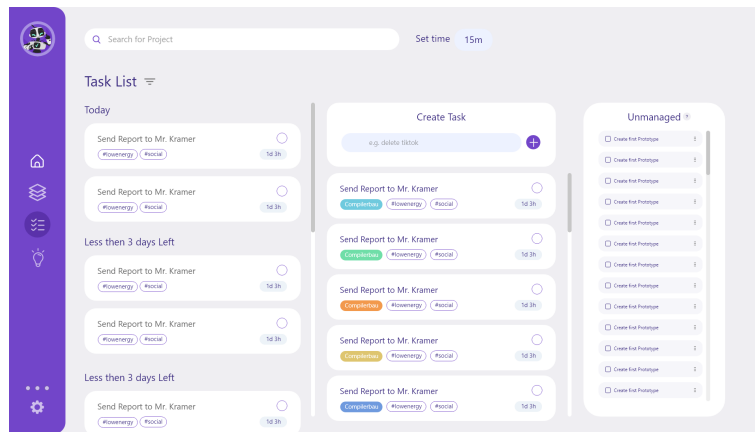 Search for Project
Set time 15m
Task List
Today
Send Report to Mr. Kramer
#lowenergy #social 1d 3h
Send Report to Mr. Kramer
#lowenergy #social 1d 3h
Less then 3 days Left
Send Report to Mr. Kramer
#lowenergy #social 1d 3h
Send Report to Mr. Kramer
#lowenergy #social 1d 3h
Less then 3 days Left
Send Report to Mr. Kramer
#lowenergy #social 1d 3h
Create Task
e.g. delete tiktok
Send Report to Mr. Kramer
Compilerbau #lowenergy #social 1d 3h
Send Report to Mr. Kramer
Compilerbau #lowenergy #social 1d 3h
Send Report to Mr. Kramer
Compilerbau #lowenergy #social 1d 3h
Send Report to Mr. Kramer
Compilerbau #lowenergy #social 1d 3h
Send Report to Mr. Kramer
Compilerbau #lowenergy #social 1d 3h
Unmanaged
Create first Prototype
Create first Prototype
Create first Prototype
Create first Prototype
Create first Prototype
Create first Prototype
Create first Prototype
Create first Prototype
Create first Prototype
Create first Prototype
Create first Prototype
Create first Prototype
Create first Prototype